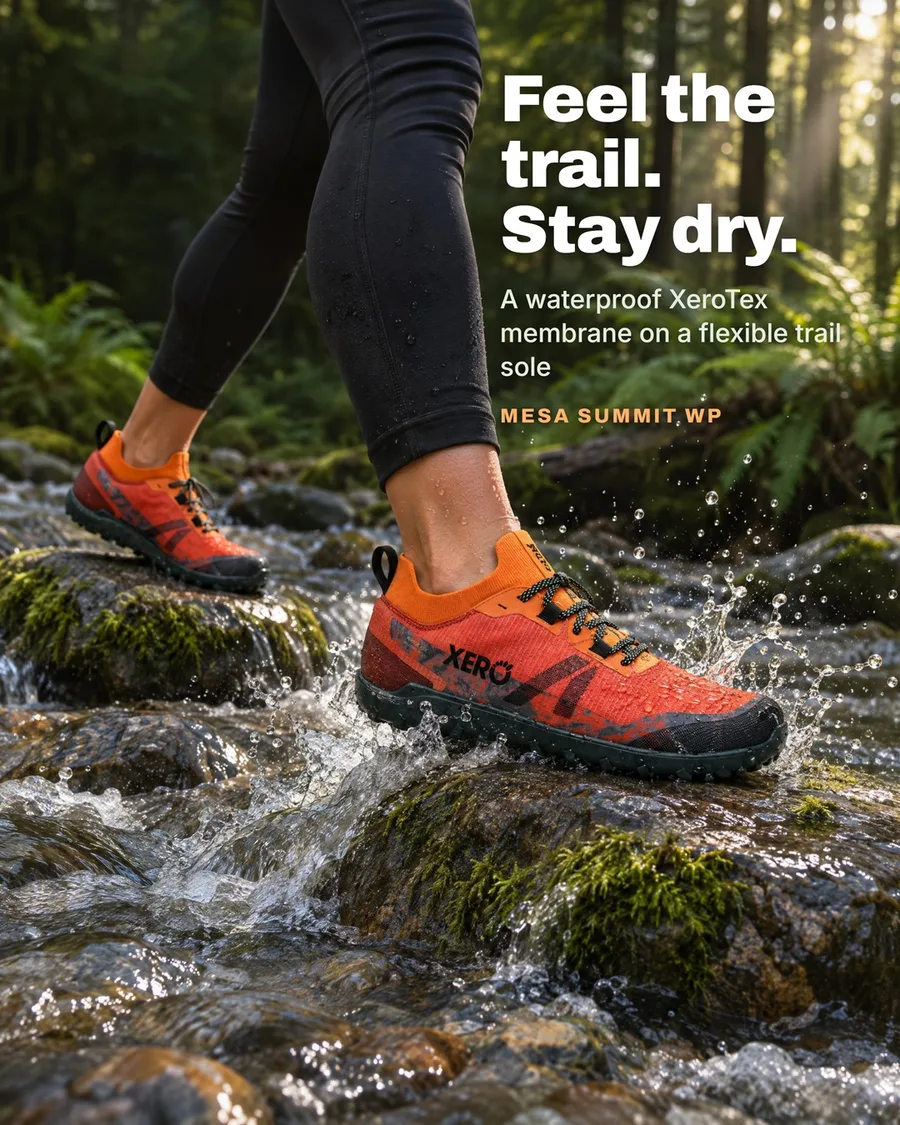 Feel the
trail.
Stay dry.
A waterproof XeroTex
membrane on a flexible trail
sole
MESA SUMMIT WP
XERO